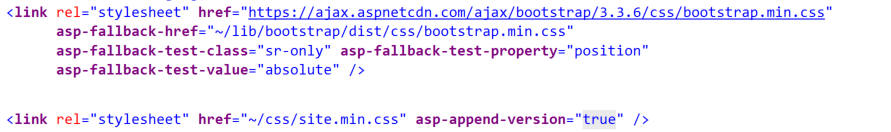 <link rel="stylesheet" href="https://ajax.aspnetcdn.com/ajax/bootstrap/3.3.6/css/bootstrap.min.css"
asp-fallback-href="~/lib/bootstrap/dist/css/bootstrap.min.css"
asp-fallback-test-class="sr-only" asp-fallback-test-property="position"
asp-fallback-test-value="absolute" />
<link rel="stylesheet" href="~/css/site.min.css" asp-append-version="true" />